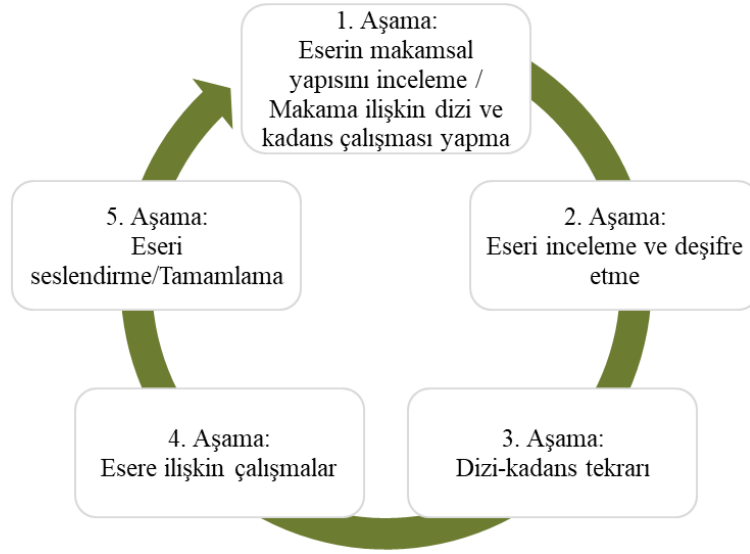 1. Aşama:
Eserin makamsal
yapısını inceleme /
Makama ilişkin dizi ve
kadans çalışması yapma
2. Aşama:
Eseri inceleme ve deşifre
etme
3. Aşama:
Dizi-kadans tekrarı
4. Aşama:
Esere ilişkin çalışmalar
5. Aşama:
Eseri
seslendirme/Tamamlama